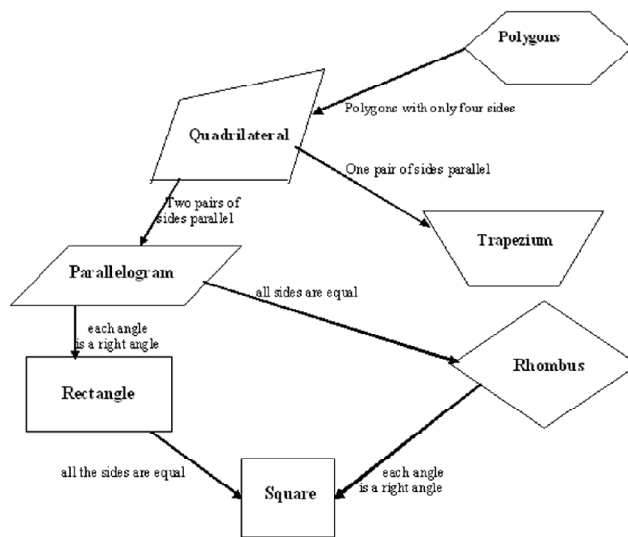 Polygons
Polygons with only four sides
Quadrilateral
One pair of sides parallel
Two pairs of
sides parallel
Trapezium
Parallelogram
all sides are equal
each angle
is a right angle
Rhombus
Rectangle
all the sides are equal
each angle
is a right angle
Square